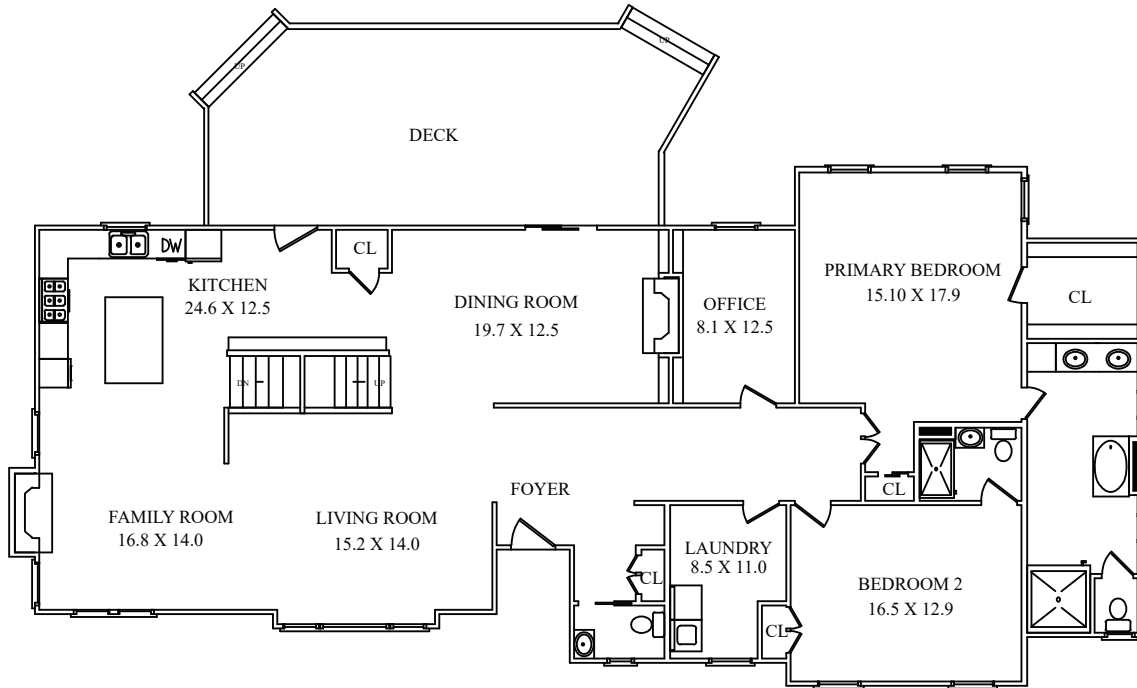 UP
UP
DECK
DW
CL
KITCHEN
24.6 X 12.5
DINING ROOM
19.7 X 12.5
OFFICE
8.1 X 12.5
PRIMARY BEDROOM
15.10 X 17.9
CL
DN
UP
FOYER
CL
FAMILY ROOM
16.8 X 14.0
LIVING ROOM
15.2 X 14.0
LAUNDRY
8.5 X 11.0
CL
BEDROOM 2
16.5 X 12.9
CL